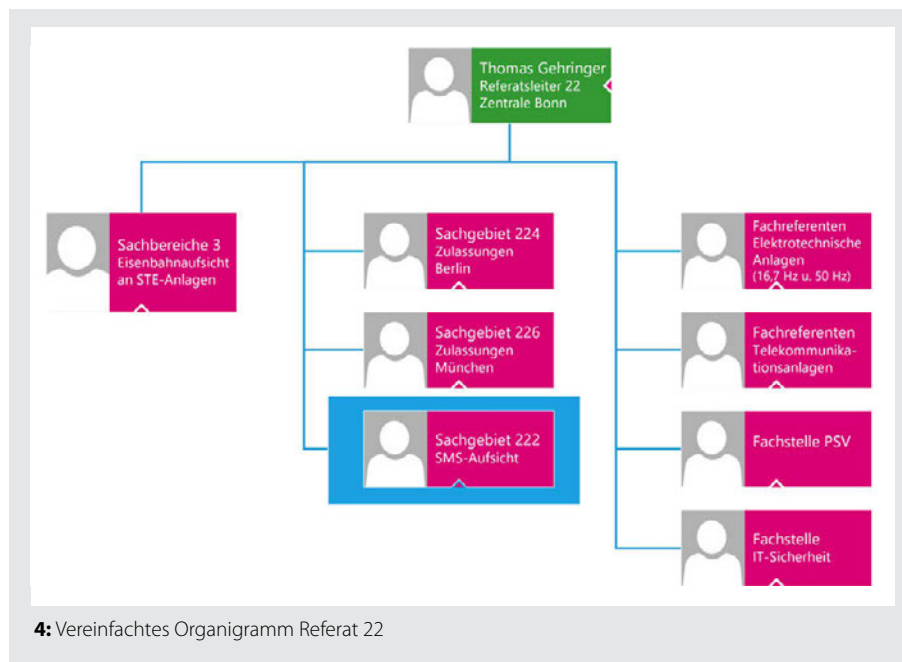 Thomas Gehringer
Referatsleiter 22
Zentrale Bonn
Sachbereiche 3
Eisenbahnaufsicht
an STE-Anlagen
Sachgebiet 224
Zulassungen
Berlin
Sachgebiet 226
Zulassungen
München
Sachgebiet 222
SMS-Aufsicht
Fachreferenten
Elektrotechnische
Anlagen
(16,7 Hz u. 50 Hz)
Fachreferenten
Telekommunika-
tionsanlagen
Fachstelle PSV
Fachstelle
IT-Sicherheit
4: Vereinfachtes Organigramm Referat 22